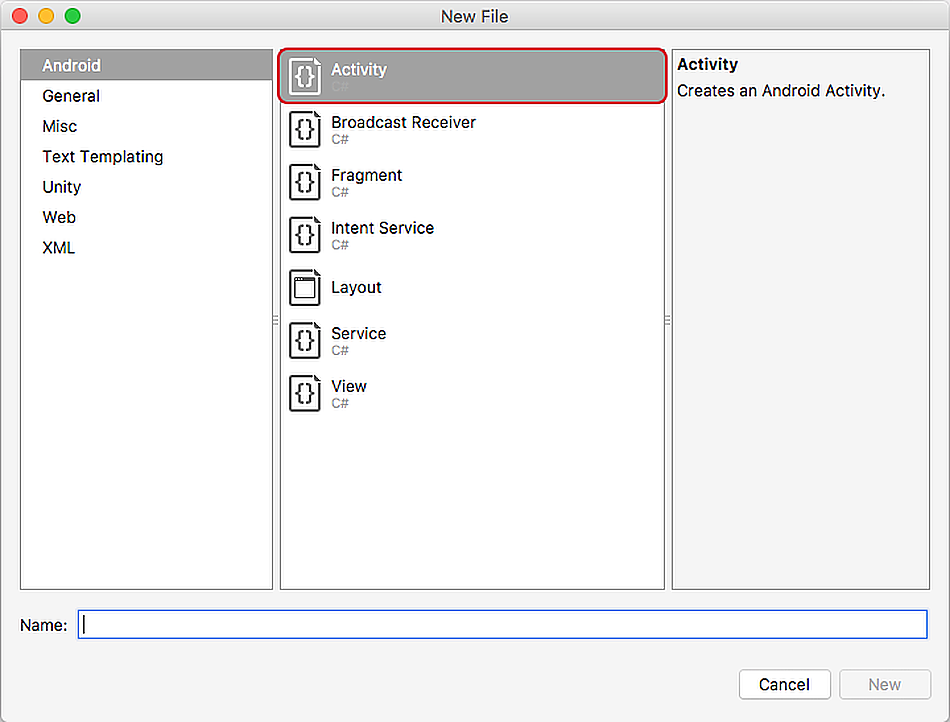 New File
Android
General
Misc
Text Templating
Unity
Web
XML
Activity
C#
Broadcast Receiver
C#
Fragment
C#
Intent Service
C#
Layout
Service
C#
View
C#
Activity
Creates an Android Activity.
Name:
Cancel
New